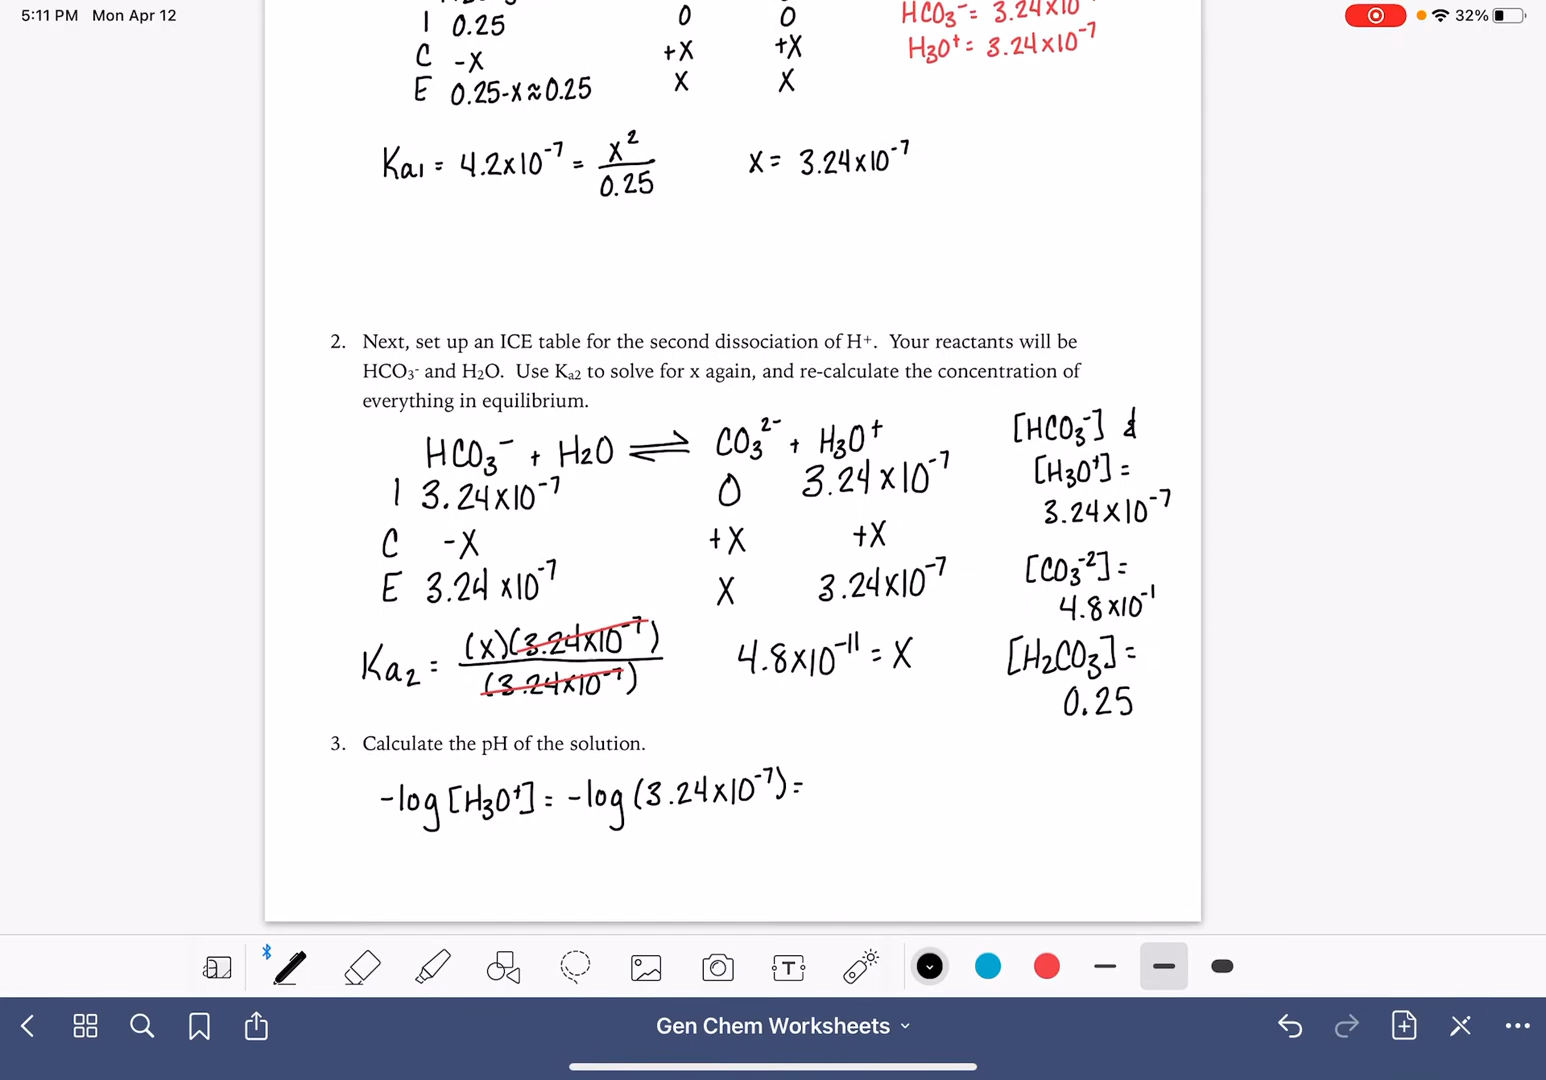 5:11 PM Mon Apr 12
32%
I 0.25 0 0
C -X +X +X
E 0.25-X≈0.25 X X
HCO₃⁻= 3.24x10
H₃O⁺= 3.24x10⁻⁷
Ka₁ = 4.2x10⁻⁷ = x²/0.25 X= 3.24x10⁻⁷
2. Next, set up an ICE table for the second dissociation of H+. Your reactants will be
HCO₃⁻ and H₂O. Use Kₐ₂ to solve for x again, and re-calculate the concentration of
everything in equilibrium.
HCO₃⁻ + H₂O ⇌ CO₃²⁻ + H₃O⁺
I 3.24x10⁻⁷ 0 3.24x10⁻⁷
C -X +X +X
E 3.24x10⁻⁷ X 3.24x10⁻⁷
Ka₂ = (x)(3.24x10⁻⁷)/(3.24x10⁻⁷) 4.8x10⁻¹¹ = X
[HCO₃⁻] &
[H₃O⁺] =
3.24x10⁻⁷
[CO₃⁻²] =
4.8x10⁻¹
[H₂CO₃] =
0.25
3. Calculate the pH of the solution.
-log [H₃O⁺] = -log (3.24x10⁻⁷) =
T
Gen Chem Worksheets